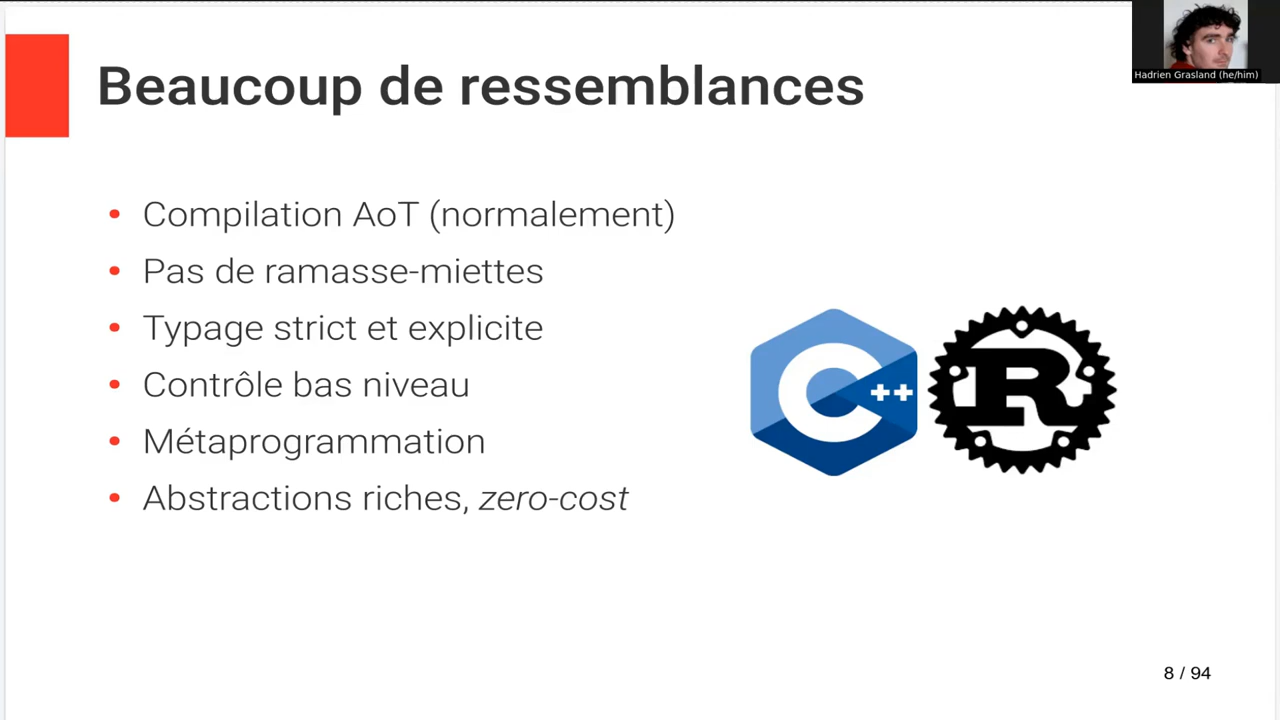 Beaucoup de ressemblances
Hadrien Grasland (he/him)
• Compilation AoT (normalement)
• Pas de ramasse-miettes
• Typage strict et explicite
• Contrôle bas niveau
• Métaprogrammation
• Abstractions riches, zero-cost
C++
R
8 / 94